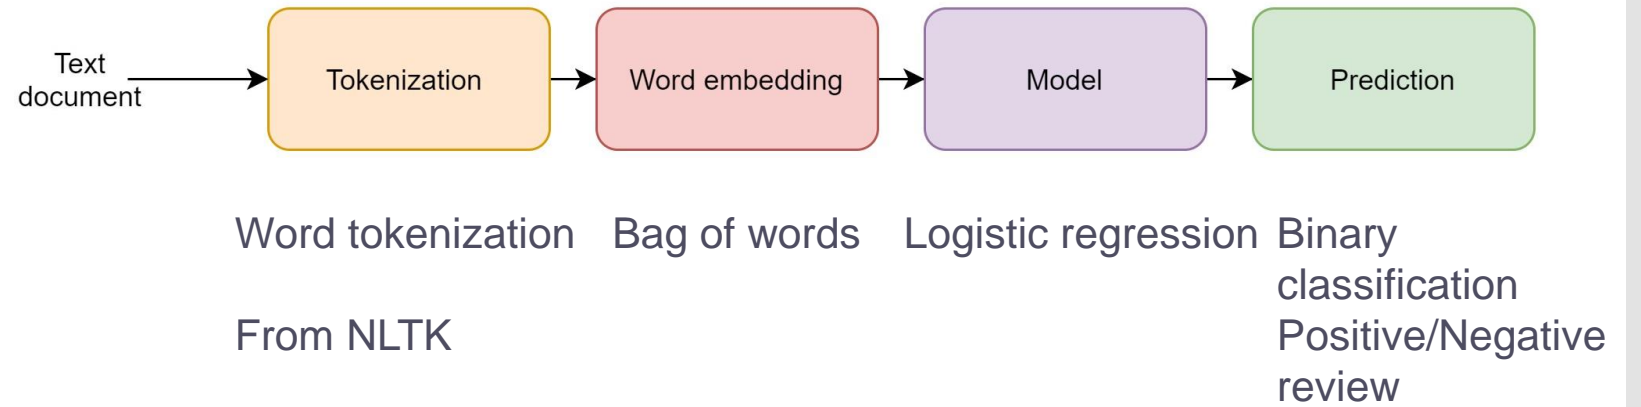 Text
document
Tokenization
Word embedding
Model
Prediction
Word tokenization
From NLTK
Bag of words
Logistic regression
Binary
classification
Positive/Negative
review